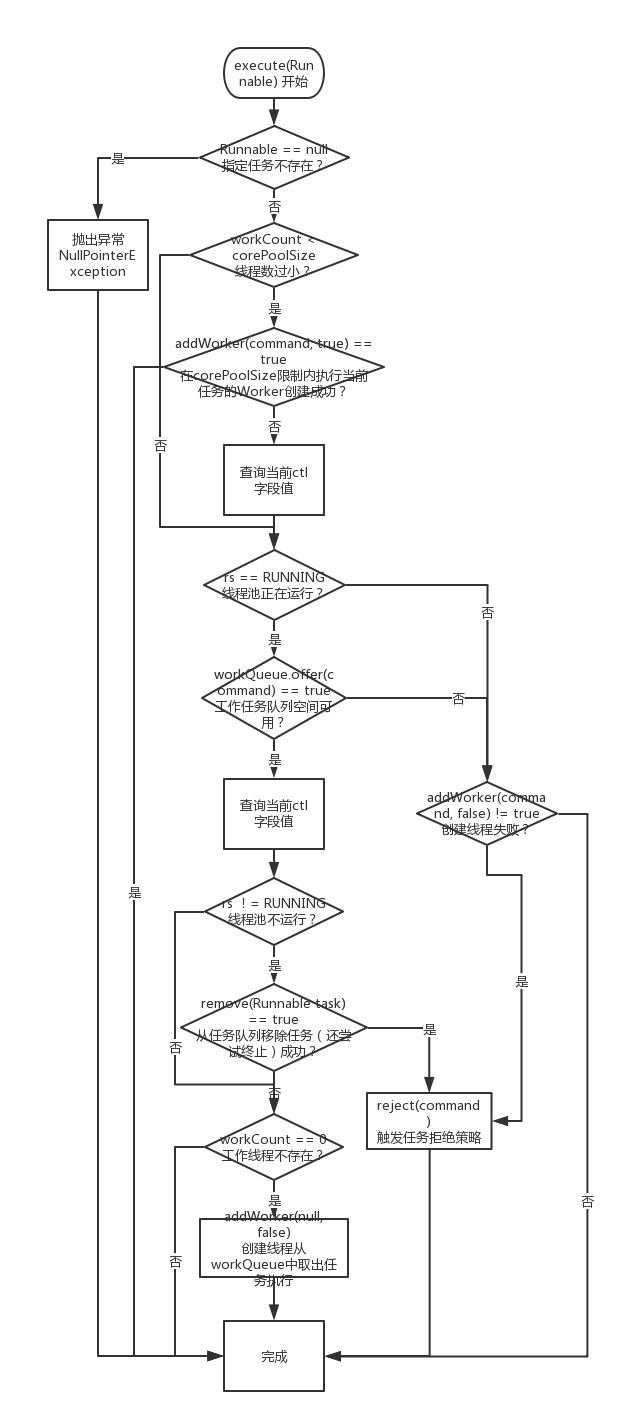 execute(Run
nable) 开始
Runnable == null
指定任务不存在？
是
否
抛出异常
NullPointerE
xception
workCount <
corePoolSize
线程数过小？
是
addWorker(command, true) ==
true
在corePoolSize限制内执行当前
任务的Worker创建成功？
否
否
查询当前ctl
字段值
rs == RUNNING
线程池正在运行？
否
是
workQueue.offer(c
ommand) == true
工作任务队列空间可
用？
否
是
查询当前ctl
字段值
addWorker(comma
nd, false) != true
创建线程失败？
是
rs ！= RUNNING
线程池不运行？
是
是
remove(Runnable task)
== true
从任务队列移除任务（还尝
试终止）成功？
是
否
否
reject(command
)
触发任务拒绝策略
workCount == 0
工作线程不存在？
是
否
addWorker(null,
false)
创建线程从
workQueue中取出任
务执行
否
完成